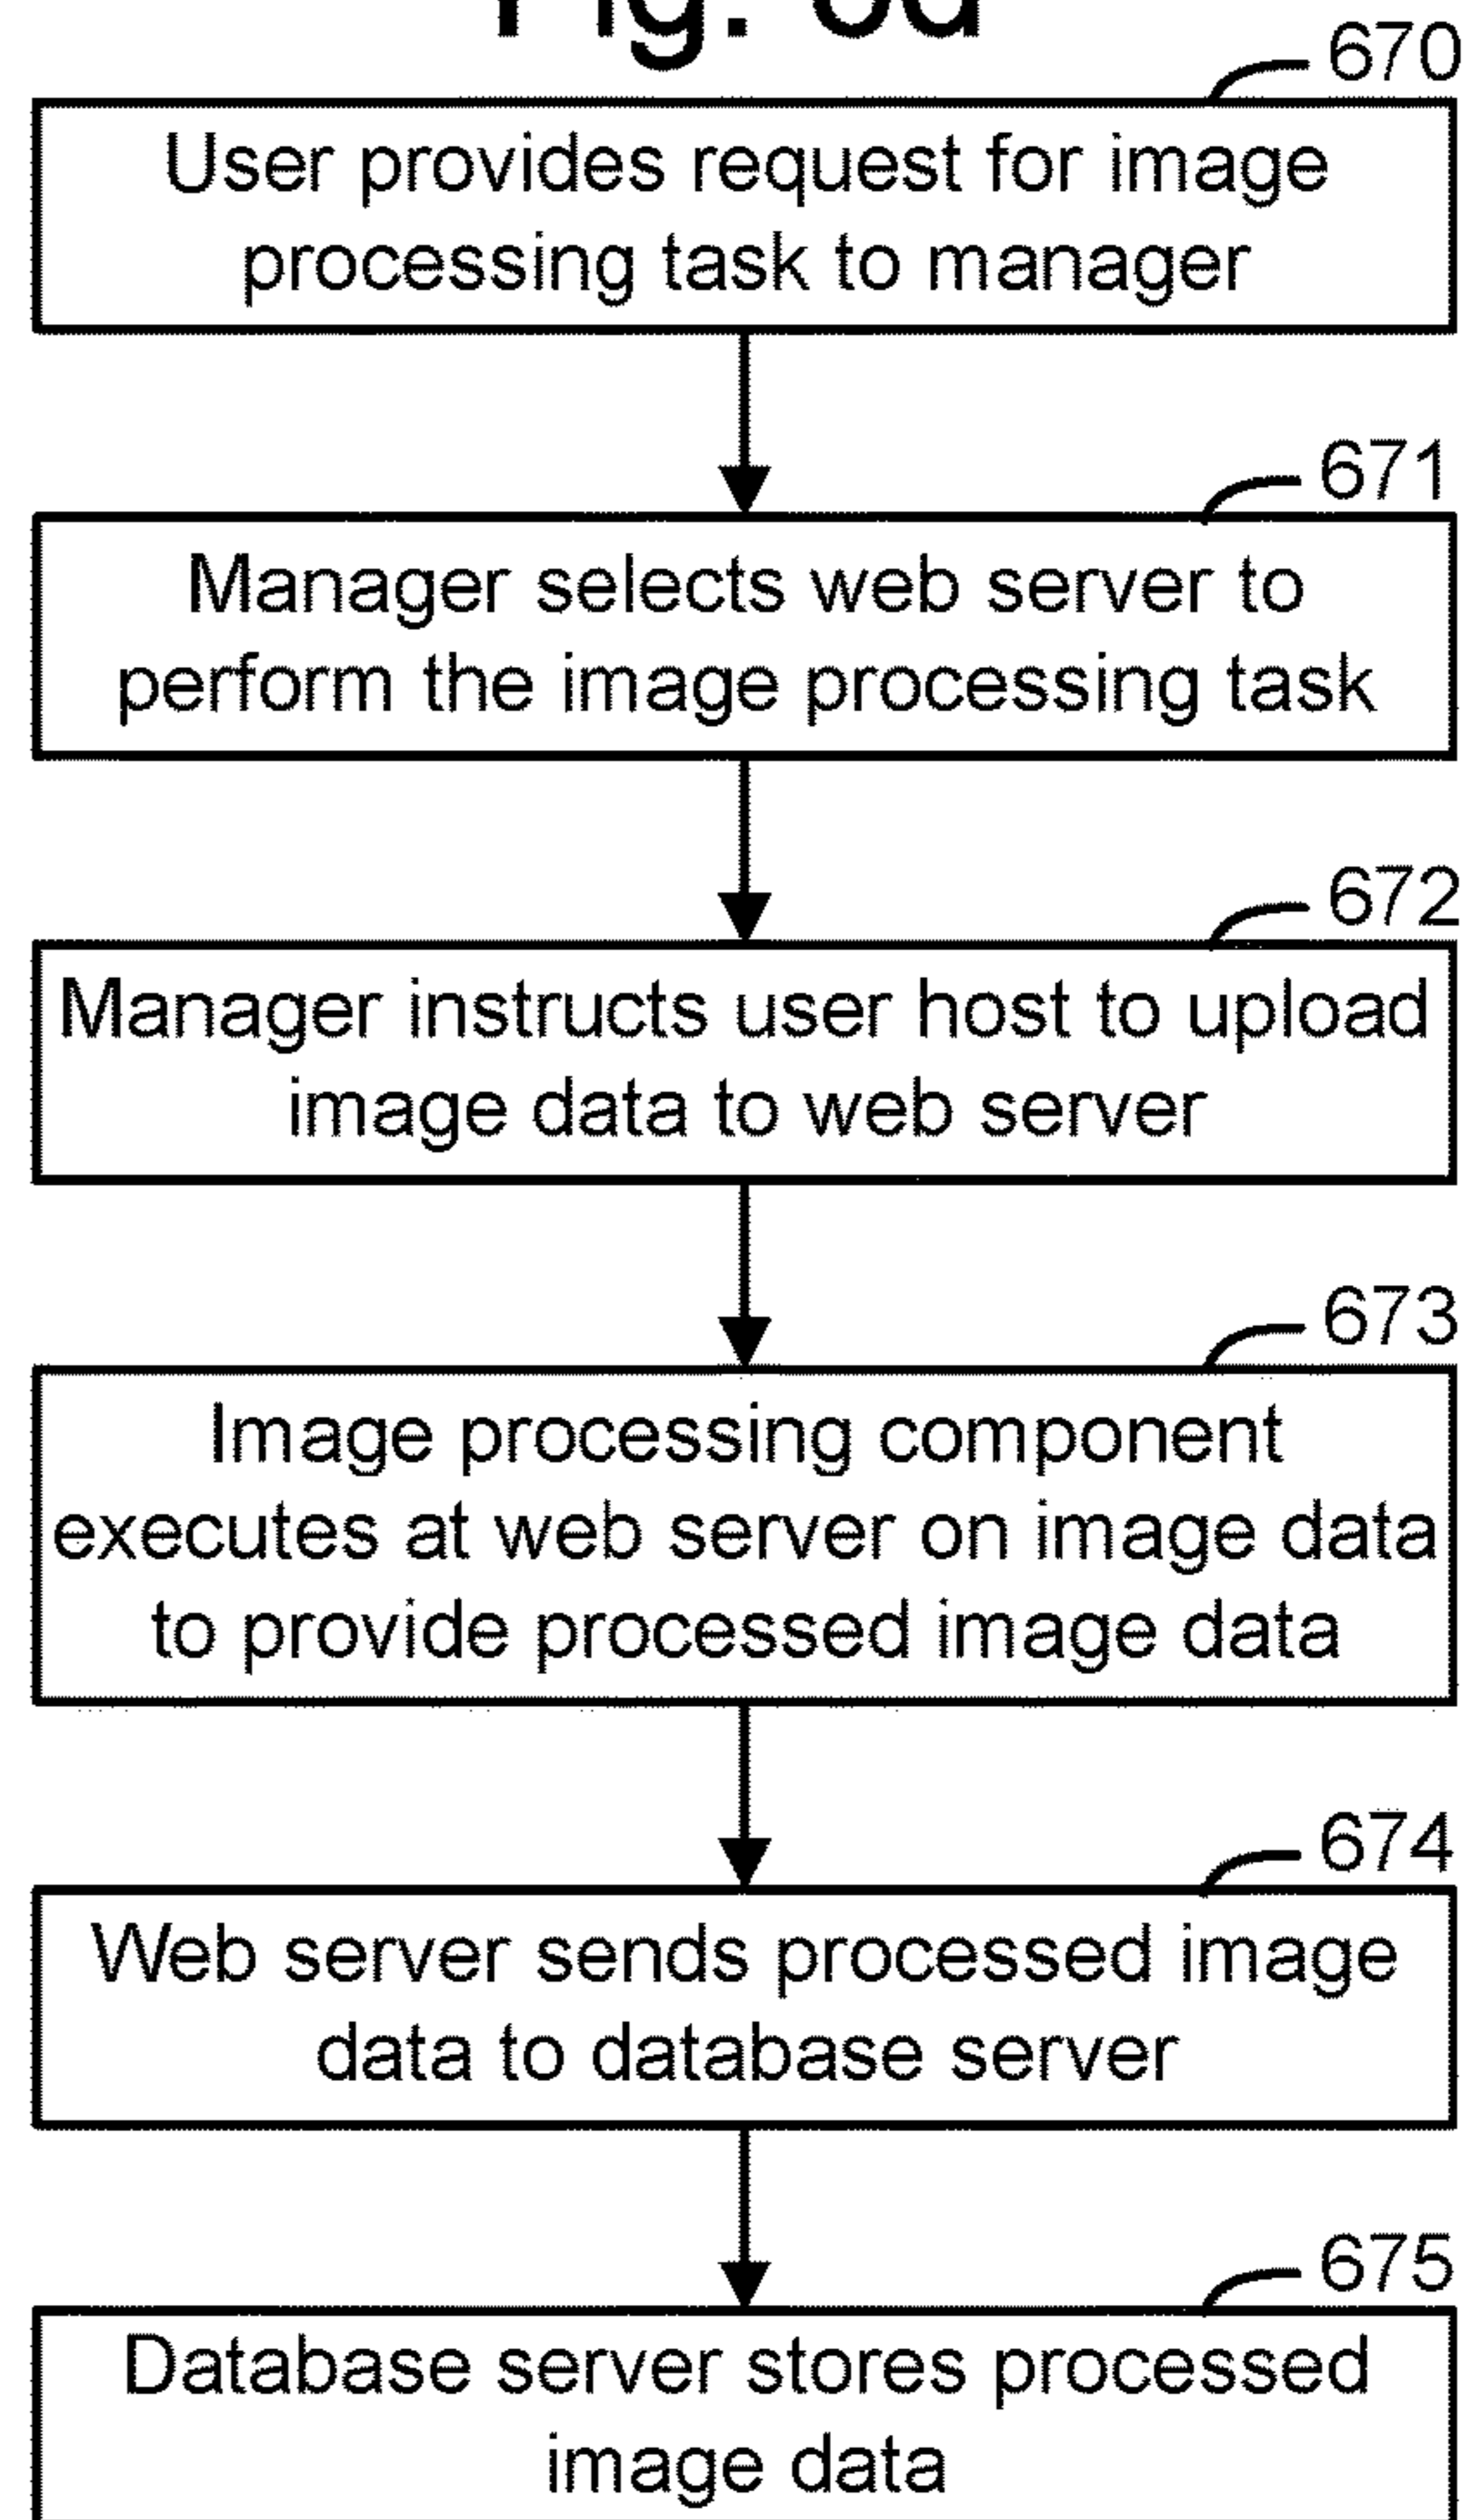 670
User provides request for image
processing task to manager
671
Manager selects web server to
perform the image processing task
672
Manager instructs user host to upload
image data to web server
673
Image processing component
executes at web server on image data
to provide processed image data
674
Web server sends processed image
data to database server
675
Database server stores processed
image data